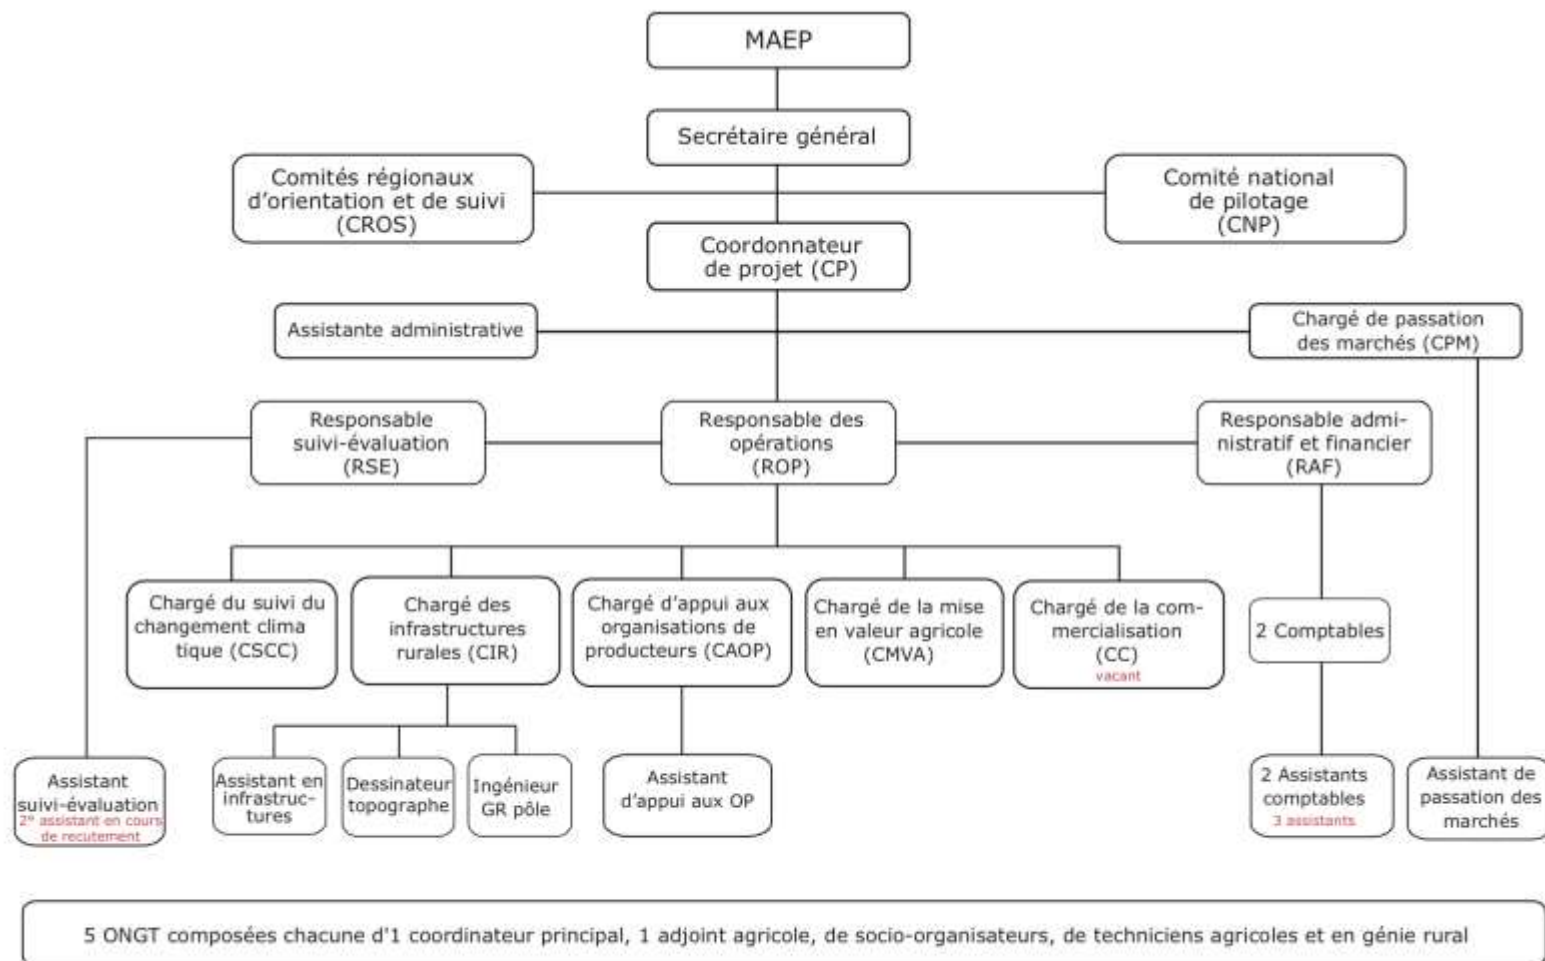 MAEP
Secrétaire général
Comités régionaux
d'orientation et de suivi
(CROS)
Comité national
de pilotage
(CNP)
Coordonnateur
de projet (CP)
Assistante administrative
Chargé de passation
des marchés (CPM)
Responsable
suivi-évaluation
(RSE)
Responsable des
opérations
(ROP)
Responsable admi-
nistratif et financier
(RAF)
Chargé du suivi du
changement clima
tique (CSCC)
Chargé des
infrastructures
rurales (CIR)
Chargé d'appui aux
organisations de
producteurs (CAOP)
Chargé de la mise
en valeur agricole
(CMVA)
Chargé de la com-
mercialisation
(CC)
vacant
2 Comptables
Assistant
suivi-évaluation
2° assistant en cours
de recutement
Assistant en
infrastruc-
tures
Dessinateur
topographe
Ingénieur
GR pôle
Assistant
d'appui aux OP
2 Assistants
comptables
3 assistants
Assistant de
passation des
marchés
5 ONGT composées chacune d'1 coordinateur principal, 1 adjoint agricole, de socio-organisateurs, de techniciens agricoles et en génie rural